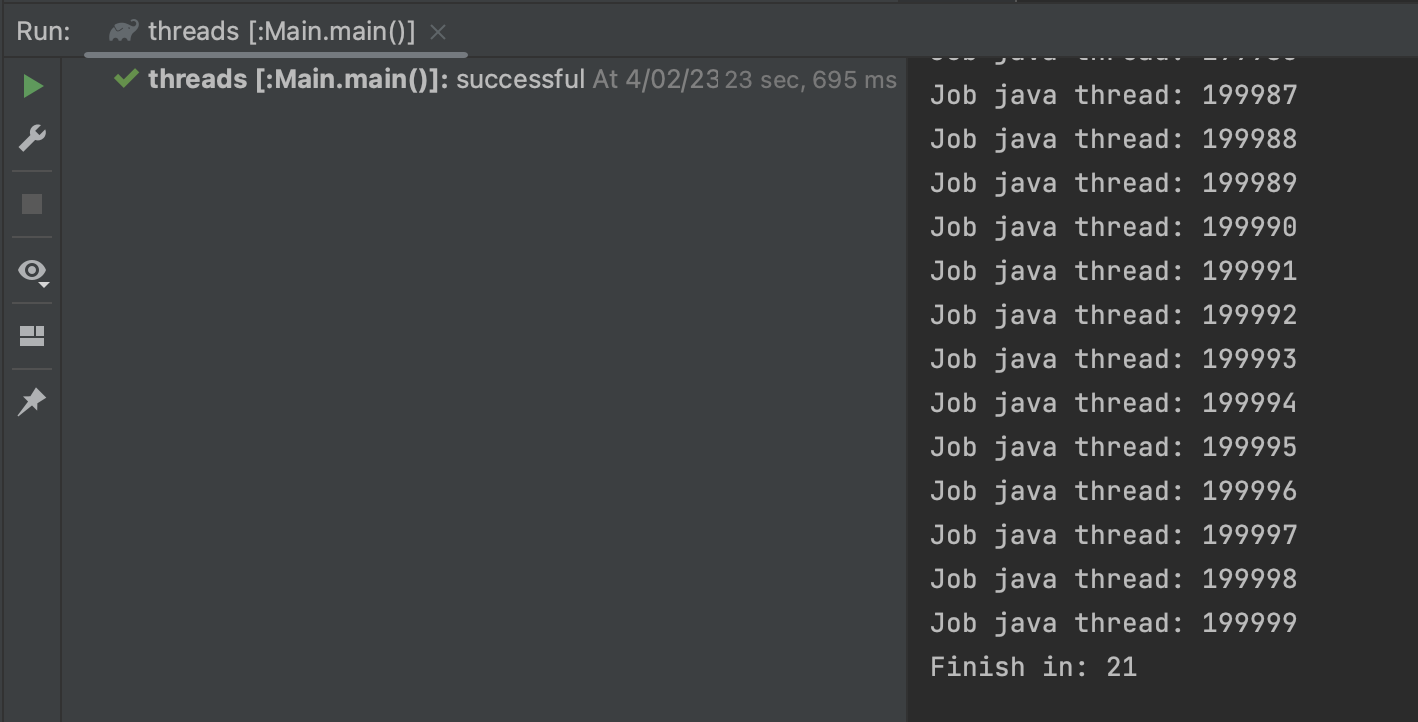 Run: threads [:Main.main()]
threads [:Main.main()]: successful At 4/02/23 23 sec, 695 ms
Job java thread: 199987
Job java thread: 199988
Job java thread: 199989
Job java thread: 199990
Job java thread: 199991
Job java thread: 199992
Job java thread: 199993
Job java thread: 199994
Job java thread: 199995
Job java thread: 199996
Job java thread: 199997
Job java thread: 199998
Job java thread: 199999
Finish in: 21